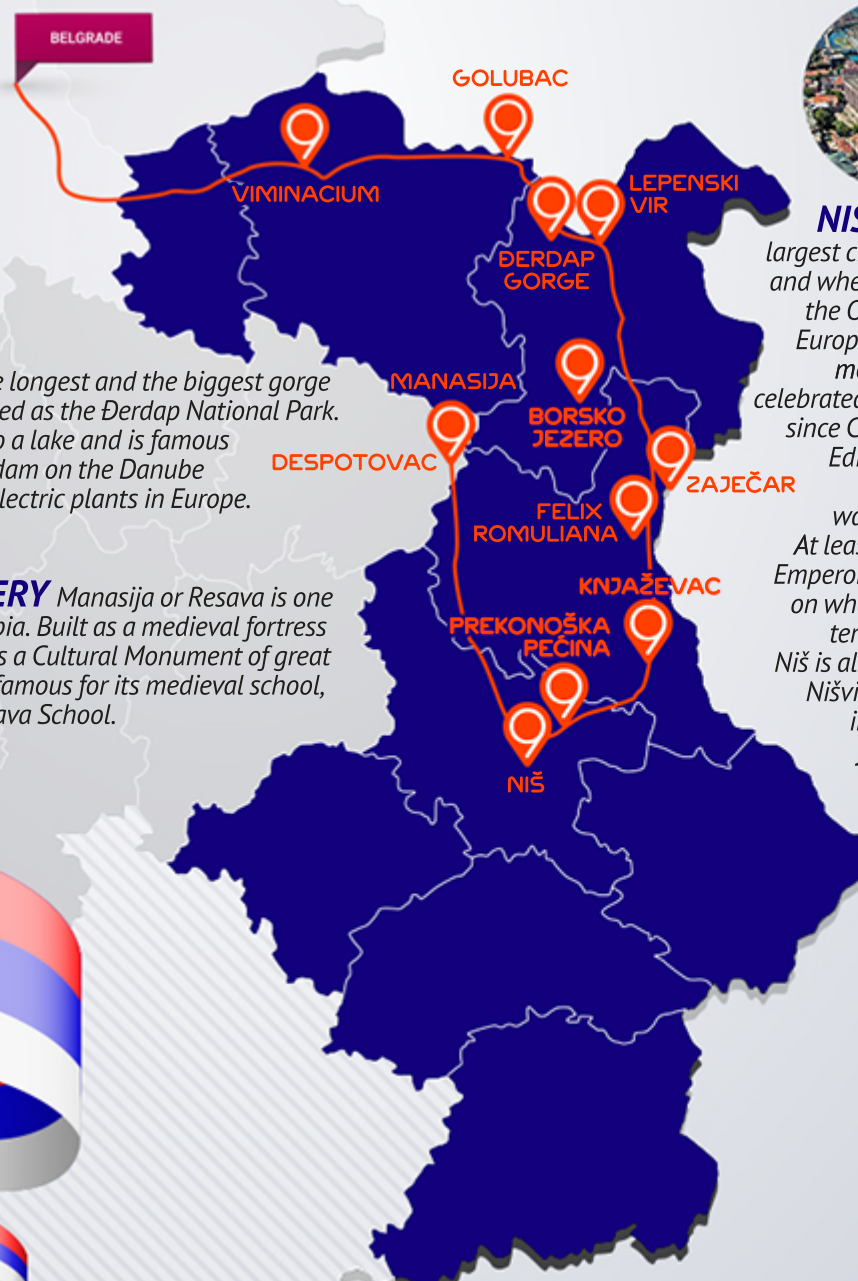 BELGRADE
GOLUBAC
VIMINACIUM
LEPENSKI
VIR
ĐERDAP
GORGE
NIŠ
largest c
and whe
the O
Europ
m
celebrated
since C
Edi
wa
At leas
Emperor
on wh
ter
Niš is al
Nišvi
i
e longest and the biggest gorge
ed as the Đerdap National Park.
o a lake and is famous
dam on the Danube
lectric plants in Europe.
MANASIJA
DESPOTOVAC
BORSKO
JEZERO
ZAJEČAR
FELIX
ROMULIANA
KNJAŽEVAC
PREKONOŠKA
PEČINA
NIŠ
ERY Manasija or Resava is one
bia. Built as a medieval fortress
s a Cultural Monument of great
famous for its medieval school,
ava School.